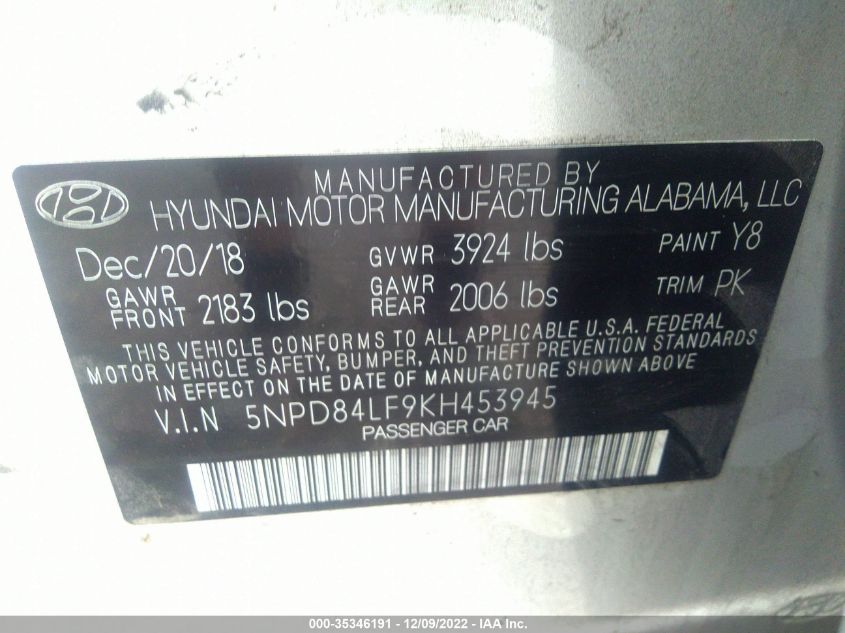 MANUFACTURED BY
HYUNDAI MOTOR MANUFACTURING ALABAMA, LLC
Dec/20/18 GVWR 3924 lbs PAINT Y8
GAWR FRONT 2183 lbs GAWR REAR 2006 lbs TRIM PK
THIS VEHICLE CONFORMS TO ALL APPLICABLE U.S.A. FEDERAL
MOTOR VEHICLE SAFETY, BUMPER, AND THEFT PREVENTION STANDARDS
IN EFFECT ON THE DATE OF MANUFACTURE SHOWN ABOVE
V.I.N 5NPD84LF9KH453945
PASSENGER CAR
000-35346191 - 12/09/2022 - IAA Inc.